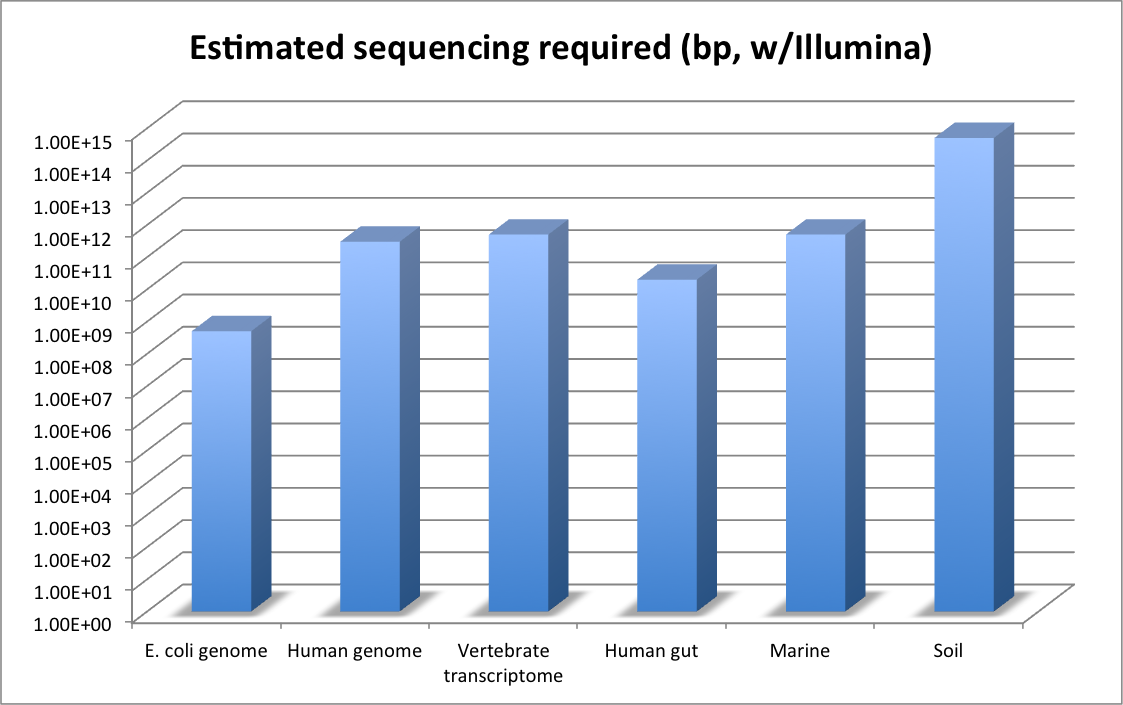 Estimated sequencing required (bp, w/Illumina)
1.00E+15
1.00E+14
1.00E+13
1.00E+12
1.00E+11
1.00E+10
1.00E+09
1.00E+08
1.00E+07
1.00E+06
1.00E+05
1.00E+04
1.00E+03
1.00E+02
1.00E+01
1.00E+00
E. coli genome Human genome Vertebrate Human gut Marine Soil
transcriptome